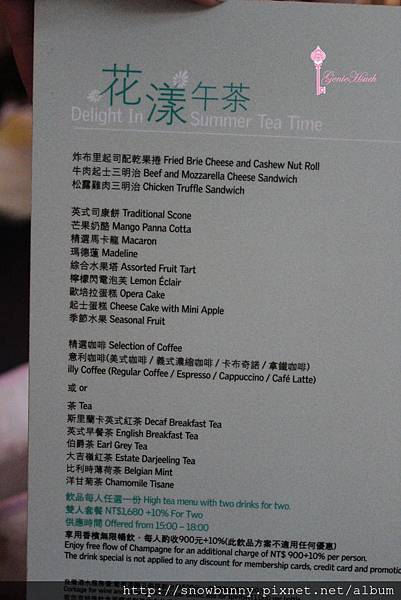 GenieHsueh
花漾午茶
Delight In Summer Tea Time
炸布里起司配乾果捲 Fried Brie Cheese and Cashew Nut Roll
牛肉起士三明治 Beef and Mozzarella Cheese Sandwich
松露雞肉三明治 Chicken Truffle Sandwich
英式司康餅 Traditional Scone
芒果奶酪 Mango Panna Cotta
精選馬卡龍 Macaron
瑪德蓮 Madeline
綜合水果塔 Assorted Fruit Tart
檸檬閃電泡芙 Lemon Éclair
歐培拉蛋糕 Opera Cake
起士蛋糕 Cheese Cake with Mini Apple
季節水果 Seasonal Fruit
精選咖啡 Selection of Coffee
意利咖啡(美式咖啡 / 義式濃縮咖啡 / 卡布奇諾 / 拿鐵咖啡)
illy Coffee (Regular Coffee / Espresso / Cappuccino / Café Latte)
或 or
茶 Tea
斯里蘭卡英式紅茶 Decaf Breakfast Tea
英式早餐茶 English Breakfast Tea
伯爵茶 Earl Grey Tea
大吉嶺紅茶 Estate Darjeeling Tea
比利時薄荷茶 Belgian Mint
洋甘菊茶 Chamomile Tisane
飲品每人任選一份 High tea menu with two drinks for two.
雙人套餐 NT$1,680 +10% For Two
供應時間 Offered from 15:00 – 18:00
享用香檳無限暢飲，每人酌收900元+10%(此飲品方案不適用任何優惠)
Enjoy free flow of Champagne for an additional charge of NT$ 900+10% per person.
The drink special is not applied to any discount for membership cards, credit card and promotio
http://snowbunny.pixnet.net/album